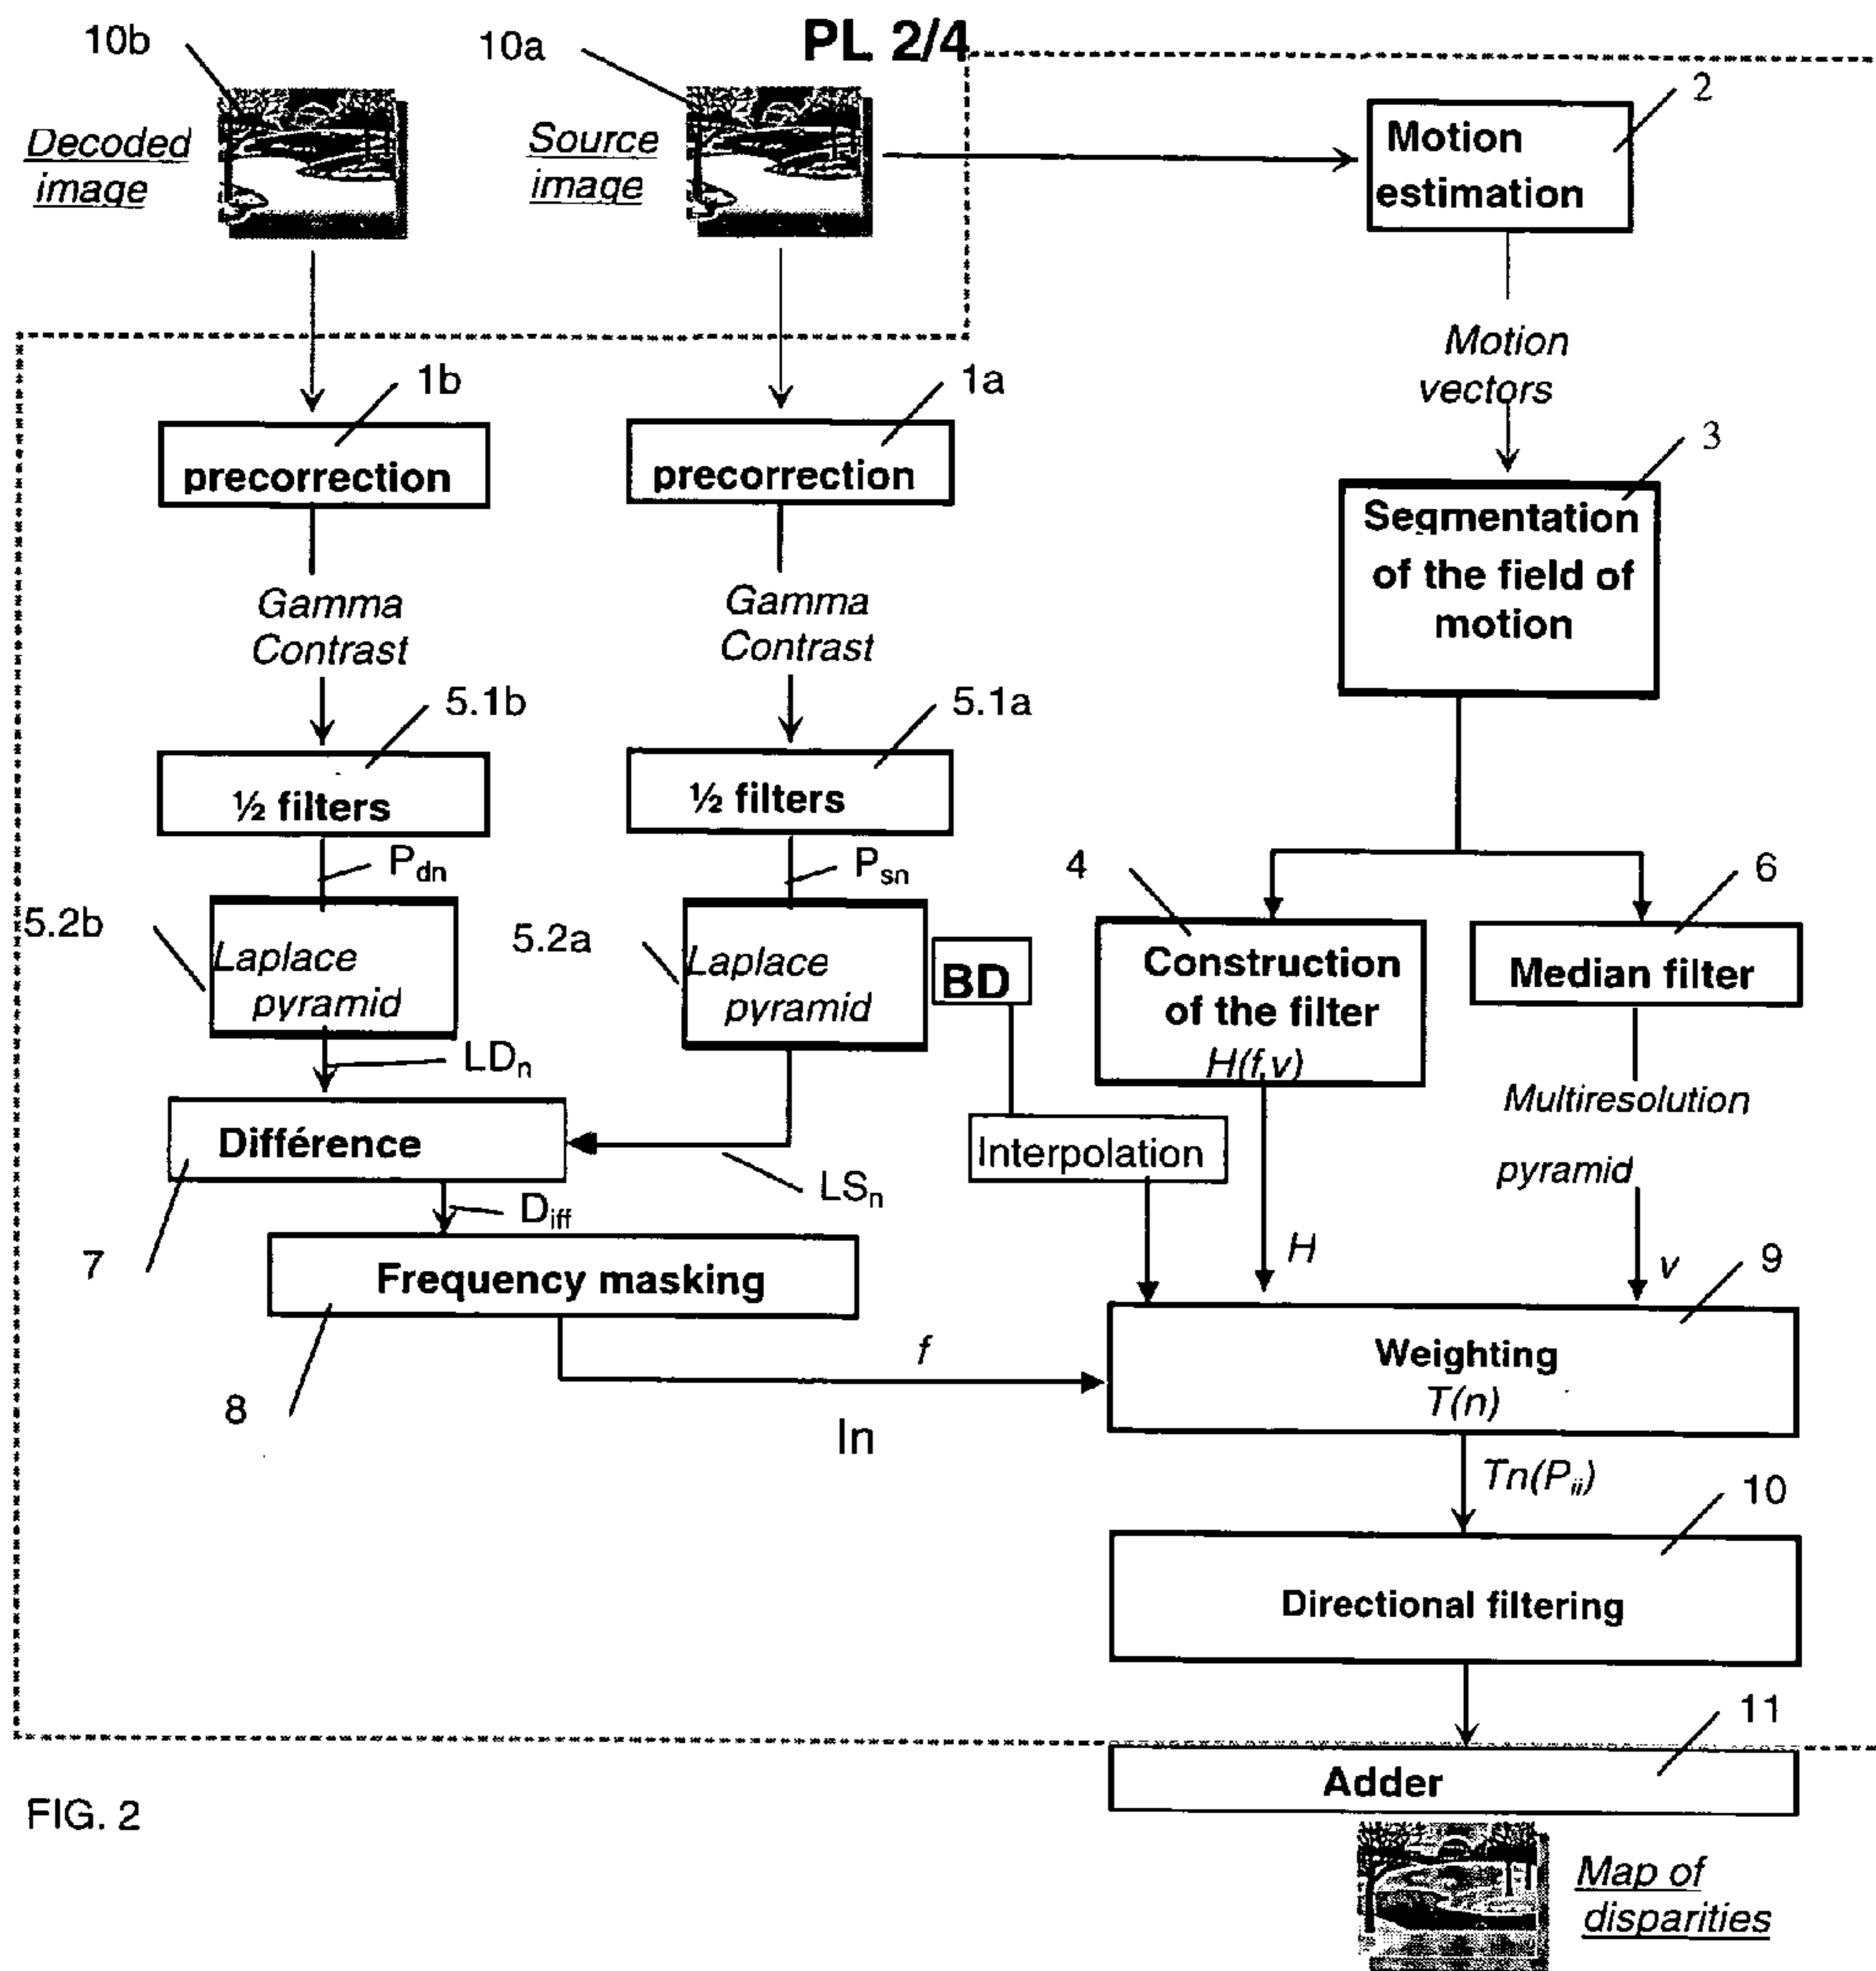 PL 2/4
10b
10a
2
Decoded
image
Source
image
Motion
estimation
Motion
vectors
1b
1a
3
precorrection
precorrection
Segmentation
of the field of
motion
Gamma
Contrast
Gamma
Contrast
5.1b
5.1a
½ filters
½ filters
Pdn
Psn
4
6
5.2b
5.2a
Laplace
pyramid
Laplace
pyramid
BD
Construction
of the filter
H(f,v)
Median filter
LDn
Multiresolution
pyramid
Différence
Interpolation
LSn
Diff
7
H
v
9
Frequency masking
f
Weighting
T(n)
8
In
Tn(Pii)
10
Directional filtering
11
Adder
FIG. 2
Map of
disparities